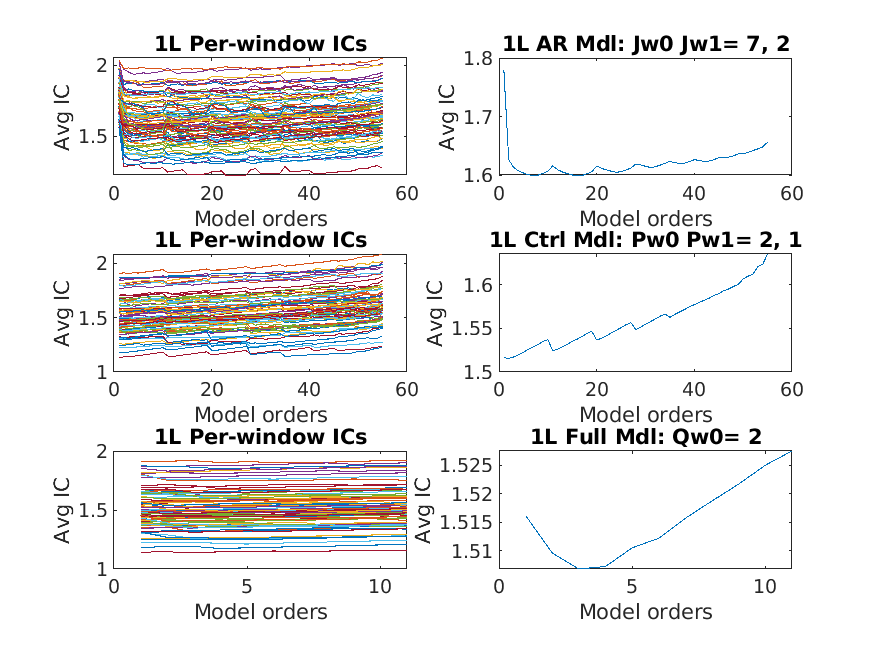 1L Per-window ICs
Avg IC
2
1.5
0 20 40 60
Model orders
1L AR Mdl: Jw0 Jw1= 7, 2
Avg IC
1.8
1.7
1.6
0 20 40 60
Model orders
1L Per-window ICs
Avg IC
2
1.5
1
0 20 40 60
Model orders
1L Ctrl Mdl: Pw0 Pw1= 2, 1
Avg IC
1.6
1.55
1.5
0 20 40 60
Model orders
1L Per-window ICs
Avg IC
2
1.5
1
0 5 10
Model orders
1L Full Mdl: Qw0= 2
Avg IC
1.525
1.52
1.515
1.51
0 5 10
Model orders